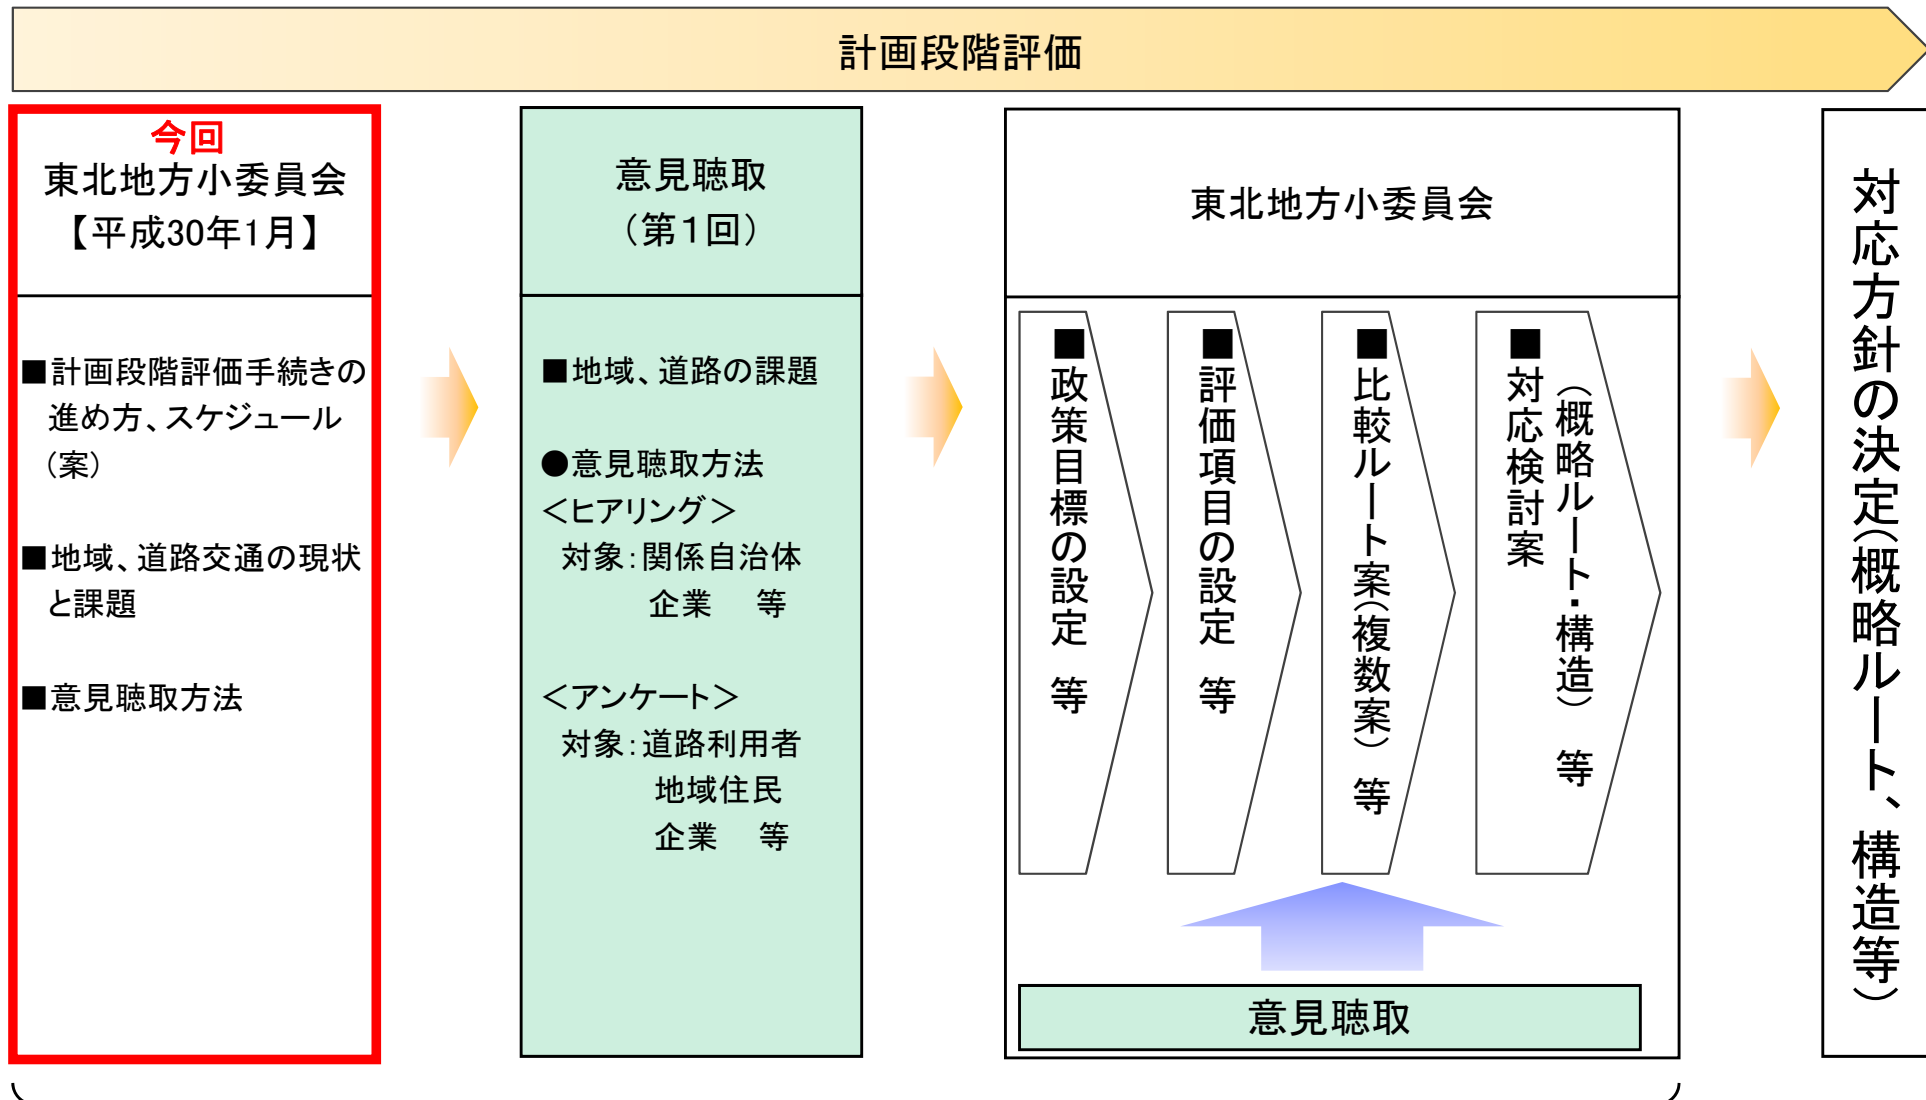 計画段階評価
今回
東北地方小委員会
【平成30年1月】
■計画段階評価手続きの
進め方、スケジュール
（案）
■地域、道路交通の現状
と課題
■意見聴取方法
意見聴取
（第１回）
■地域、道路の課題
●意見聴取方法
＜ヒアリング＞
対象：関係自治体
企業　等
＜アンケート＞
対象：道路利用者
地域住民
企業　等
東北地方小委員会
■政策目標の設定　等
■評価項目の設定　等
■比較ルート案（複数案）　等
■対応検討案
（概略ルート・構造）　等
意見聴取
対応方針の決定（概略ルート、構造等）